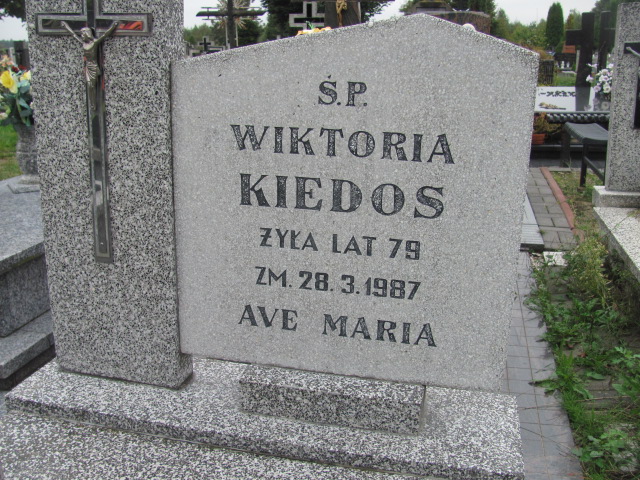 Ś.P.
WIKTORIA
KIEDOS
ŻYŁA LAT 79
ZM. 28.3.1987
AVE MARIA